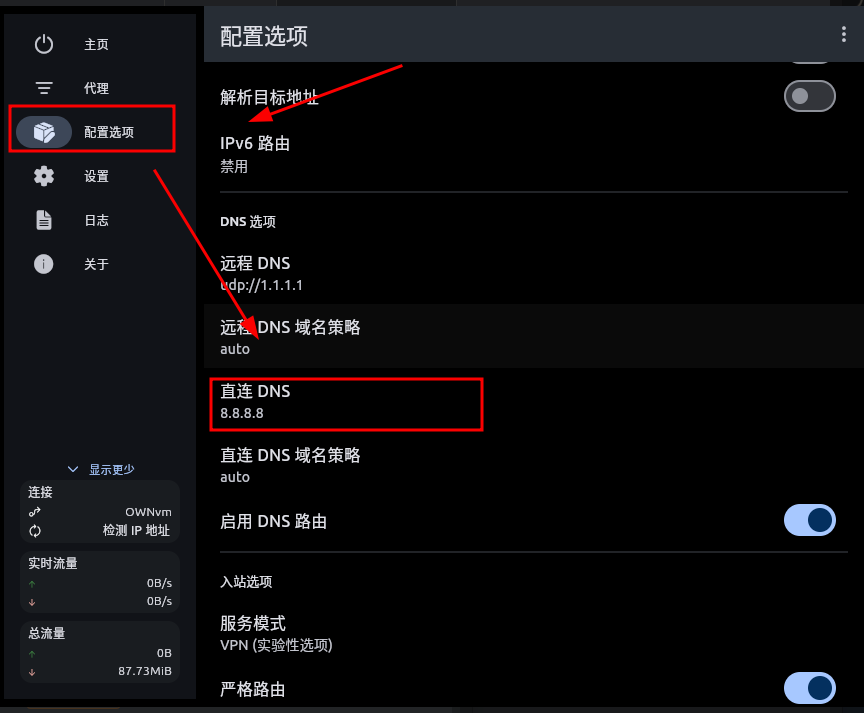 主页
代理
配置选项
设置
日志
关于
显示更少
连接
OWNvm
检测 IP 地址
实时流量
0B/s
0B/s
总流量
0B
87.73MiB
配置选项
解析目标地址
IPv6 路由
禁用
DNS 选项
远程 DNS
udp://1.1.1.1
远程 DNS 域名策略
auto
直连 DNS
8.8.8.8
直连 DNS 域名策略
auto
启用 DNS 路由
入站选项
服务模式
VPN (实验性选项)
严格路由